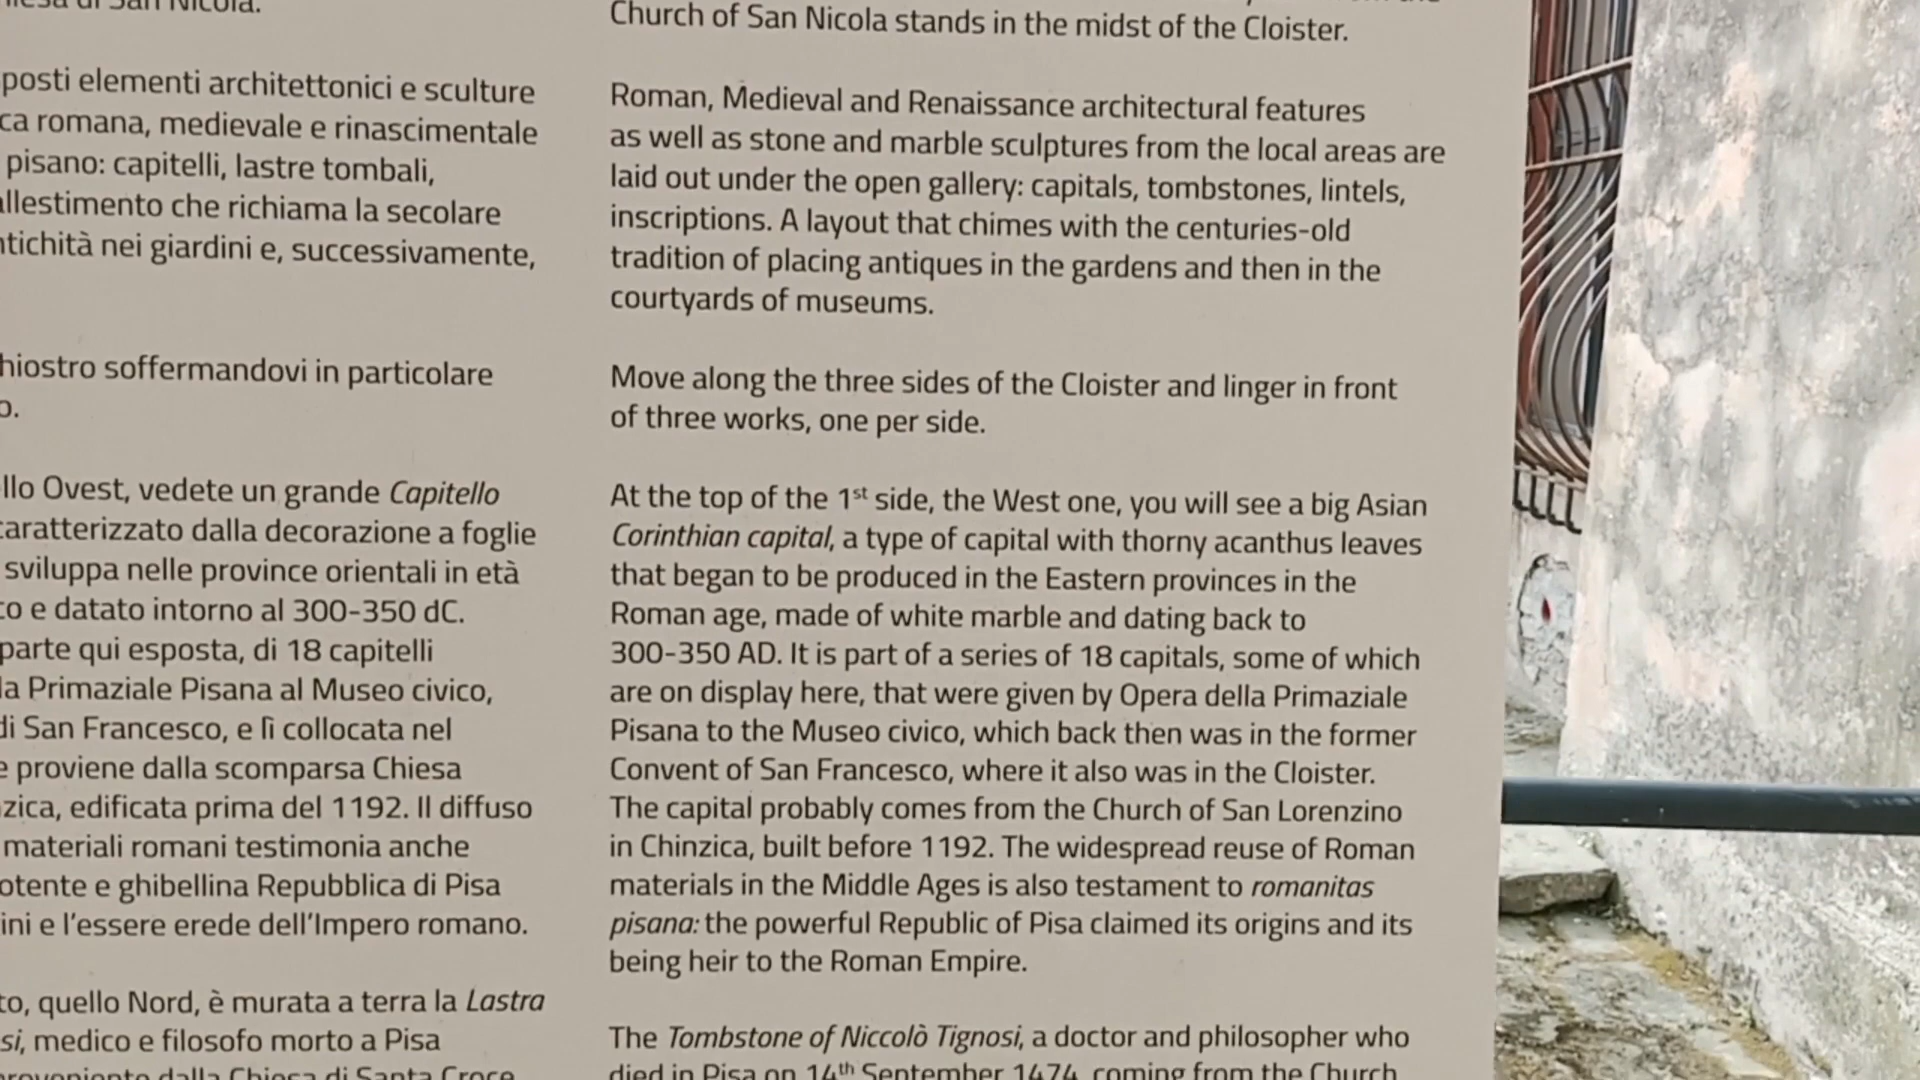 San Nicola.
posti elementi architettonici e sculture
romana, medievale e rinascimentale
pisano: capitelli, lastre tombali,
che richiama la secolare
nei giardini e, successivamente,
soffermandovi in particolare
Ovest, vedete un grande Capitello
dalla decorazione a foglie
sviluppa nelle province orientali in età
e datato intorno al 300-350 dC.
parte qui esposta, di 18 capitelli
Primaziale Pisana al Museo civico,
di San Francesco, e lì collocata nel
proviene dalla scomparsa Chiesa
edificata prima del 1192. Il diffuso
materiali romani testimonia anche
e ghibellina Repubblica di Pisa
e l'essere erede dell'Impero romano.
quello Nord, è murata a terra la Lastra
medico e filosofo morto a Pisa
dalla Chiesa di Santa Croce
Church of San Nicola stands in the midst of the Cloister.
Roman, Medieval and Renaissance architectural features
as well as stone and marble sculptures from the local areas are
laid out under the open gallery: capitals, tombstones, lintels,
inscriptions. A layout that chimes with the centuries-old
tradition of placing antiques in the gardens and then in the
courtyards of museums.
Move along the three sides of the Cloister and linger in front
of three works, one per side.
At the top of the 1st side, the West one, you will see a big Asian
Corinthian capital, a type of capital with thorny acanthus leaves
that began to be produced in the Eastern provinces in the
Roman age, made of white marble and dating back to
300-350 AD. It is part of a series of 18 capitals, some of which
are on display here, that were given by Opera della Primaziale
Pisana to the Museo civico, which back then was in the former
Convent of San Francesco, where it also was in the Cloister.
The capital probably comes from the Church of San Lorenzino
in Chinzica, built before 1192. The widespread reuse of Roman
materials in the Middle Ages is also testament to romanitas
pisana: the powerful Republic of Pisa claimed its origins and its
being heir to the Roman Empire.
The Tombstone of Niccolò Tignosi, a doctor and philosopher who
died in Pisa on 14th September 1474, coming from the Church